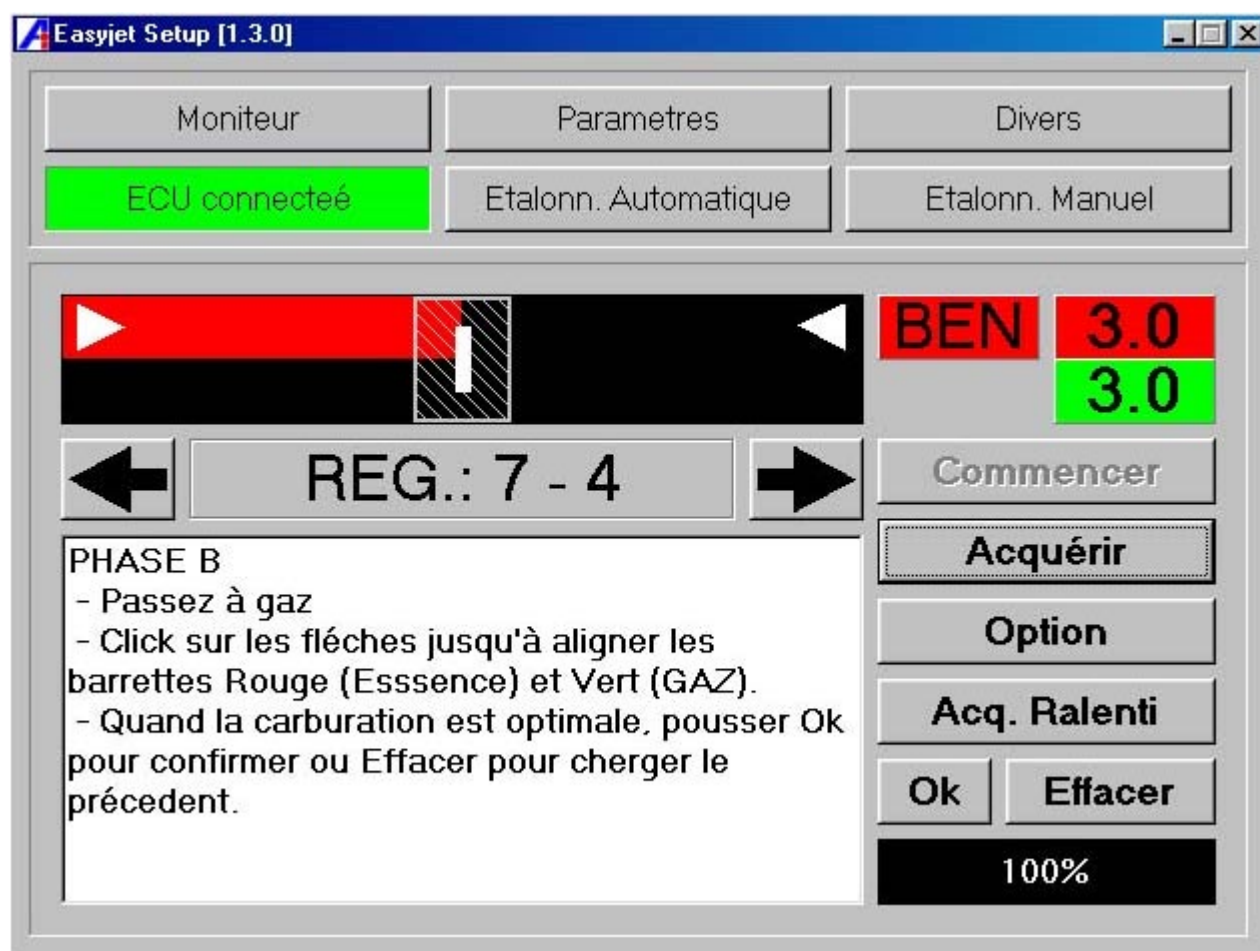 Easyjet Setup [1.3.0]
Moniteur
Parametres
Divers
ECU connecteé
Etalonn. Automatique
Etalonn. Manuel
BEN
3.0
3.0
REG.: 7 - 4
Commencer
Acquérir
Option
Acq. Ralenti
Ok
Effacer
100%
PHASE B
- Passez à gaz
- Click sur les fléches jusqu'à aligner les
barrettes Rouge (Esssence) et Vert (GAZ).
- Quand la carburation est optimale, pousser Ok
pour confirmer ou Effacer pour cherger le
précedent.